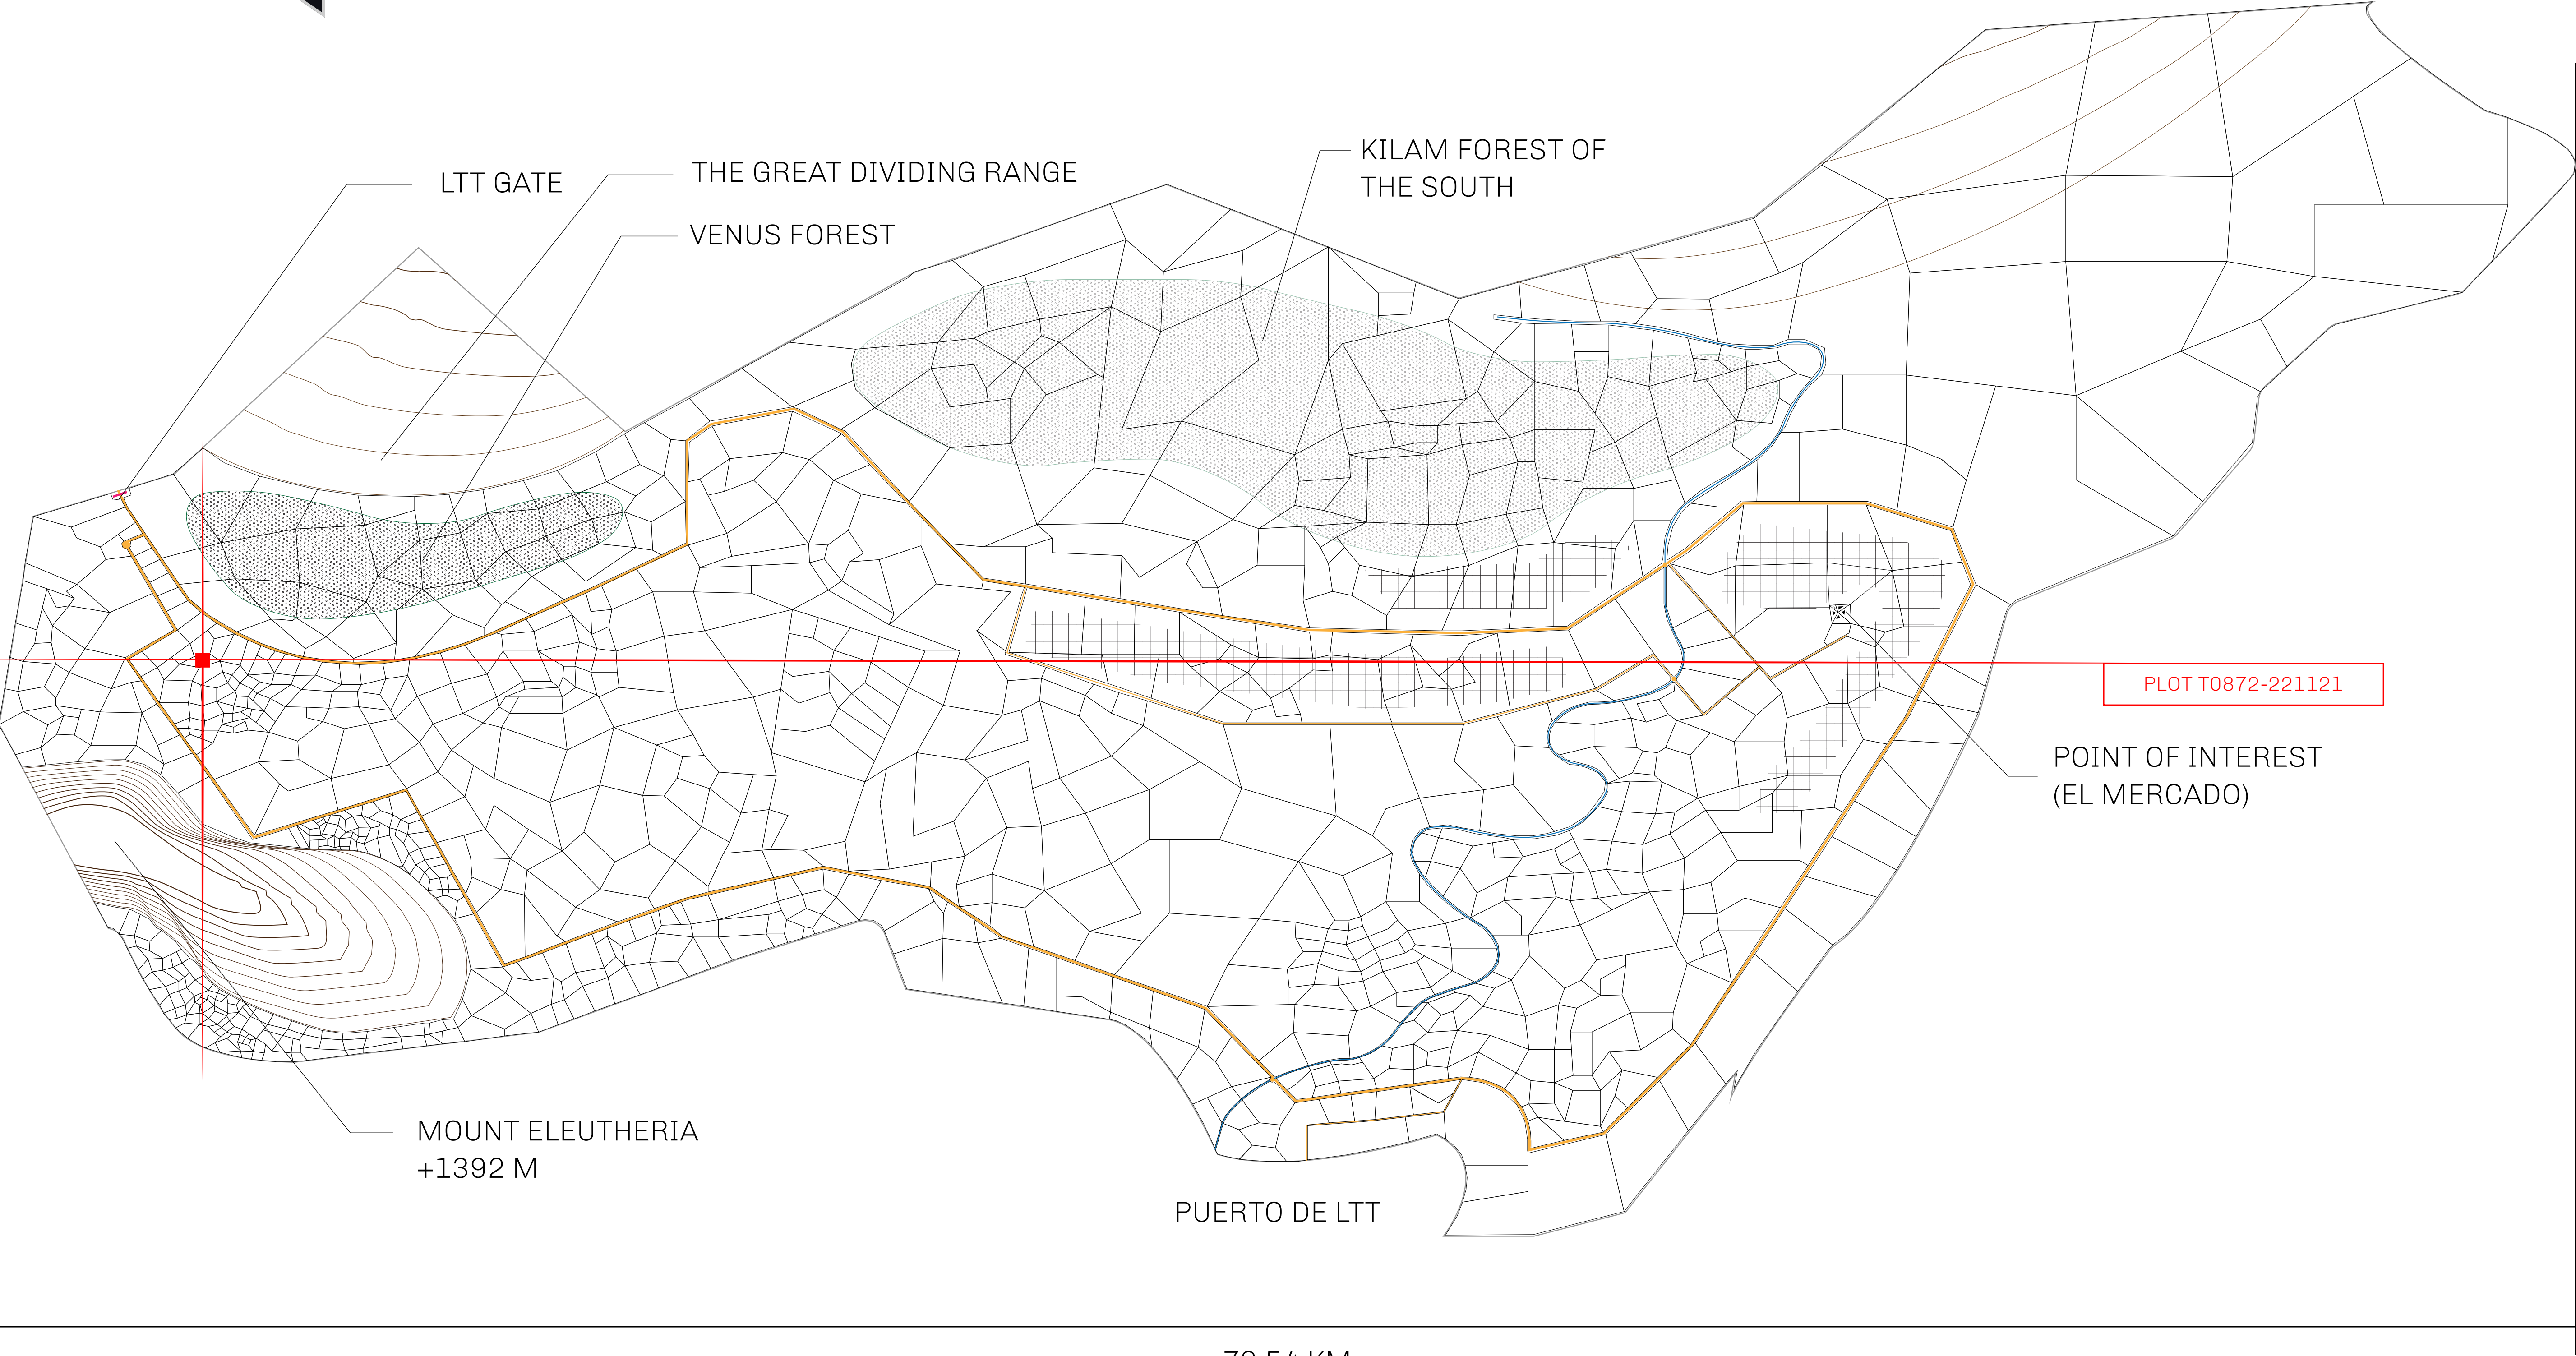 KILAM FOREST OF
THE SOUTH
THE GREAT DIVIDING RANGE
LTT GATE
VENUS FOREST
PLOT T0872-221121
POINT OF INTEREST
(EL MERCADO)
MOUNT ELEUTHERIA
+1392 M
PUERTO DE LTT
KM